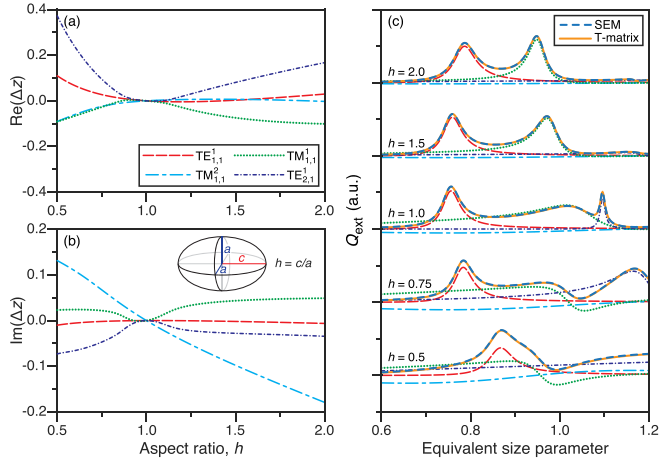 (a)
Re(Δz)
0.4
0.2
0.0
-0.2
-0.4
0.5
1.0
1.5
2.0
TE¹₁,₁
TM¹₁,₁
TM²₁,₁
TE¹₂,₁
(b)
Im(Δz)
0.2
0.1
0.0
-0.1
-0.2
a
c
a
h = c/a
0.5
1.0
1.5
2.0
Aspect ratio, h
(c)
SEM
T-matrix
Q_ext (a.u.)
h = 2.0
h = 1.5
h = 1.0
h = 0.75
h = 0.5
0.6
0.8
1.0
1.2
Equivalent size parameter